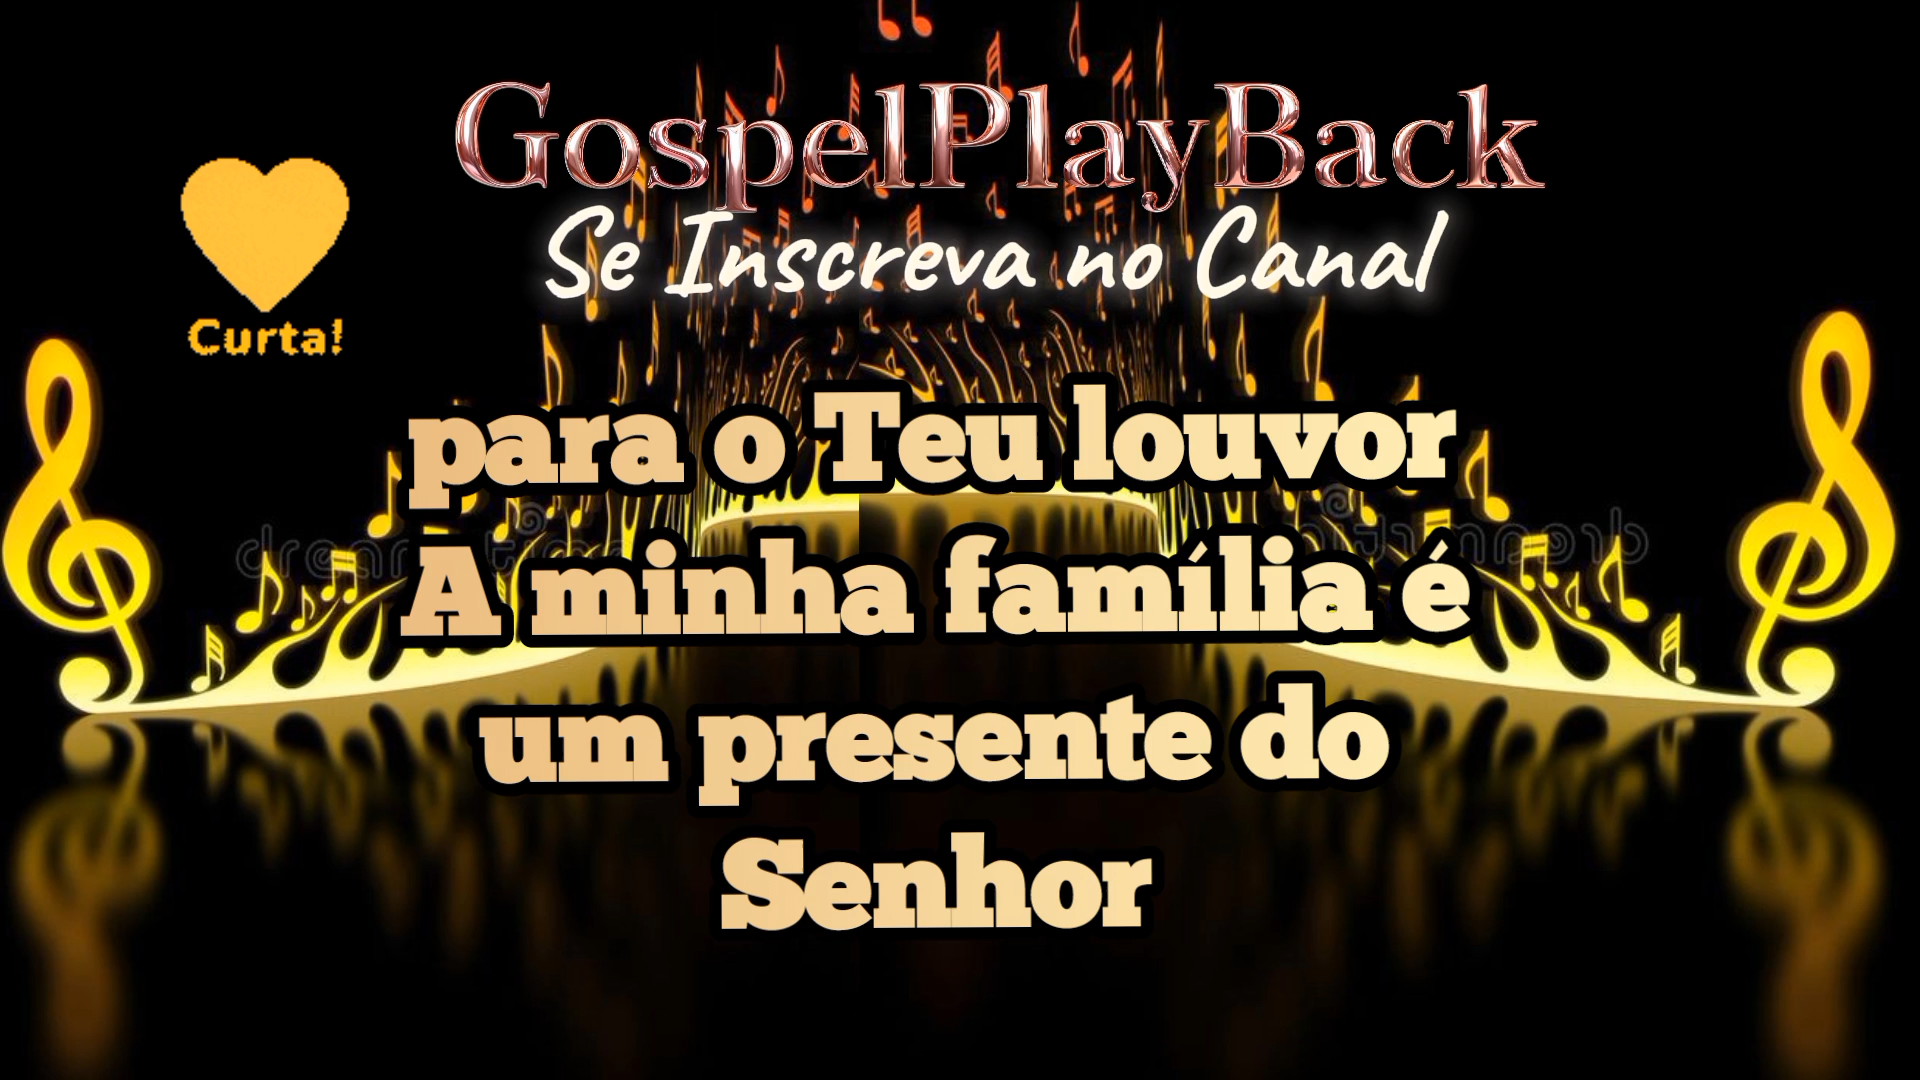 GospelPlayBack
Se Inscreva no Canal
Curta!
para o Teu louvor
A minha família é
um presente do
Senhor